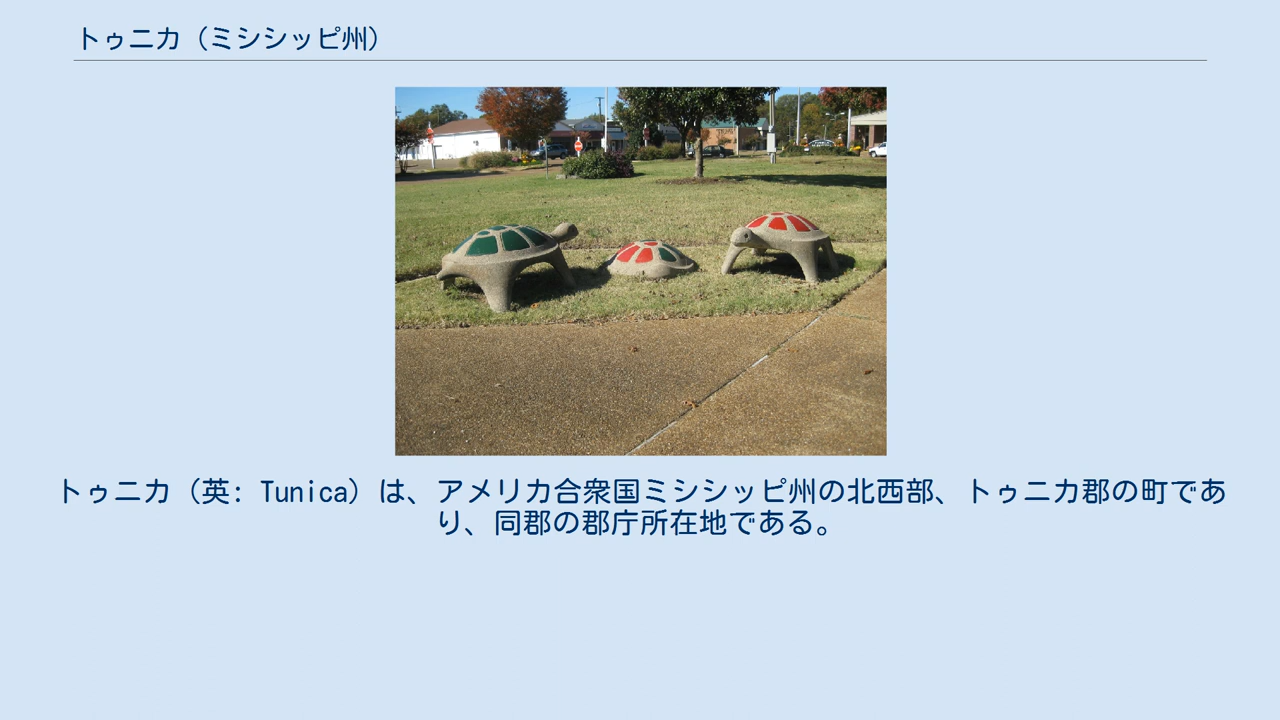 トゥニカ（ミシシッピ州）
トゥニカ（英: Tunica）は、アメリカ合衆国ミシシッピ州の北西部、トゥニカ郡の町であ
り、同郡の郡庁所在地である。